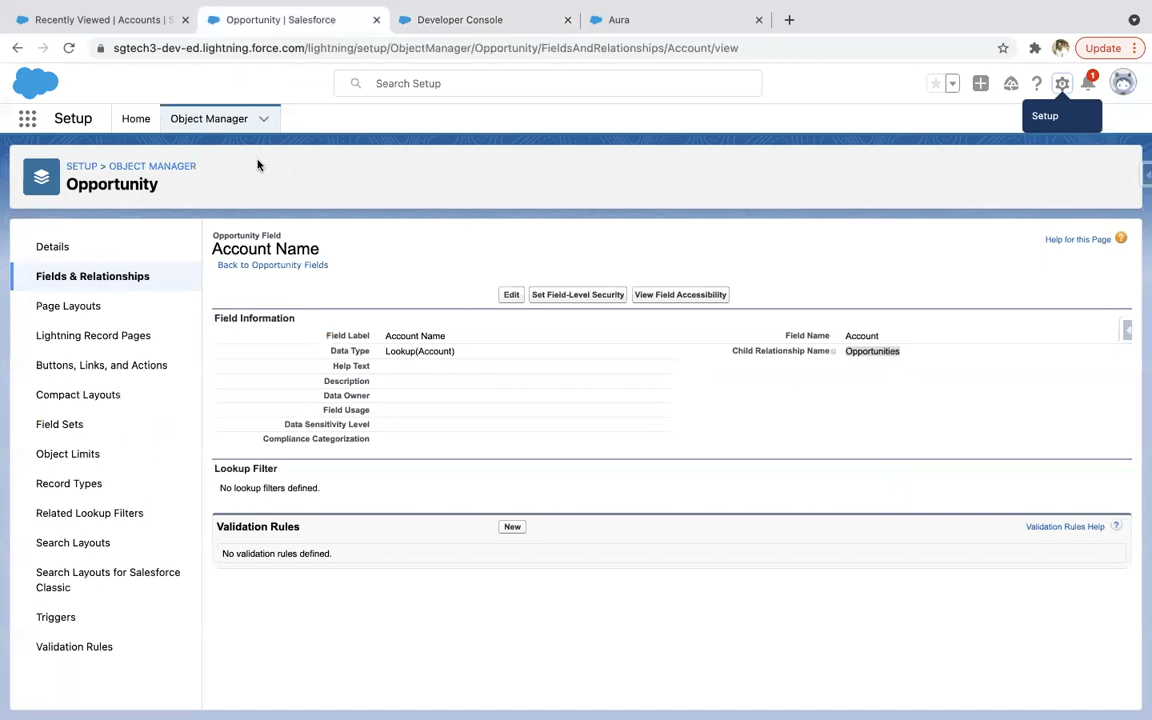 Recently Viewed | Accounts | S
Opportunity | Salesforce
Developer Console
Aura
sgtech3-dev-ed.lightning.force.com/lightning/setup/ObjectManager/Opportunity/FieldsAndRelationships/Account/view
Update
Search Setup
1
Setup
Home
Object Manager
Setup
SETUP > OBJECT MANAGER
Opportunity
Details
Fields & Relationships
Page Layouts
Lightning Record Pages
Buttons, Links, and Actions
Compact Layouts
Field Sets
Object Limits
Record Types
Related Lookup Filters
Search Layouts
Search Layouts for Salesforce
Classic
Triggers
Validation Rules
Opportunity Field
Account Name
Back to Opportunity Fields
Help for this Page ?
Edit
Set Field-Level Security
View Field Accessibility
Field Information
Field Label Account Name Field Name Account
Data Type Lookup(Account) Child Relationship Name Opportunities
Help Text
Description
Data Owner
Field Usage
Data Sensitivity Level
Compliance Categorization
Lookup Filter
No lookup filters defined.
Validation Rules New Validation Rules Help ?
No validation rules defined.